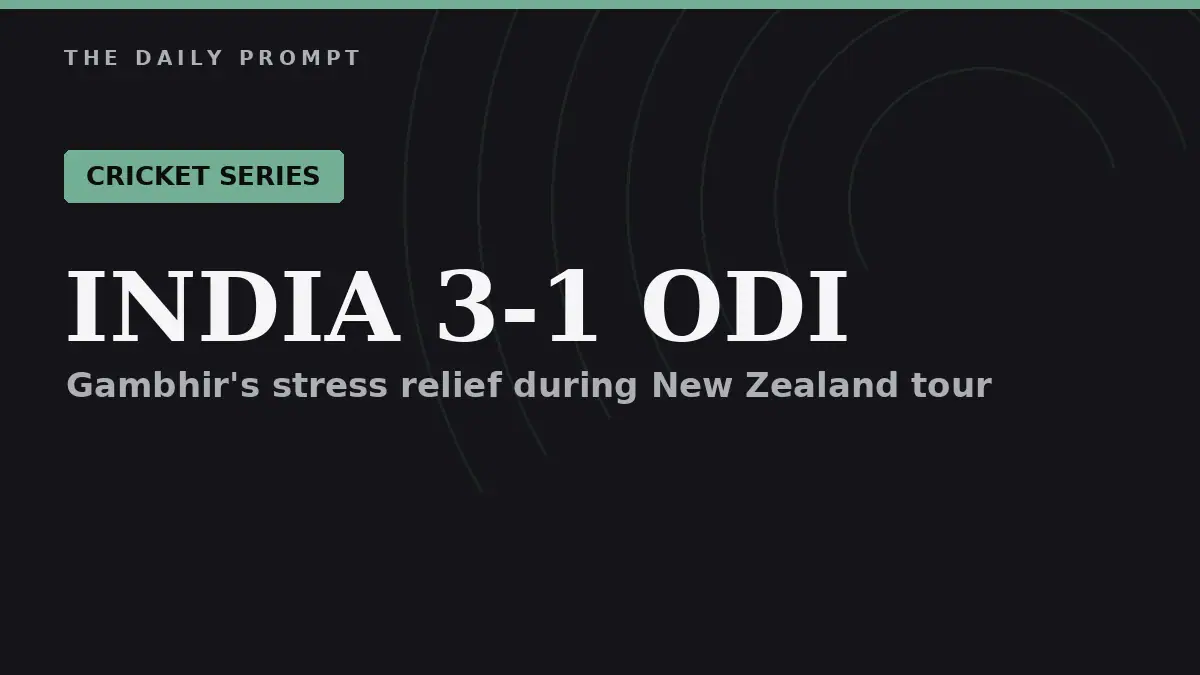 THE DAILY PROMPT
CRICKET SERIES
INDIA 3-1 ODI
Gambhir's stress relief during New Zealand tour